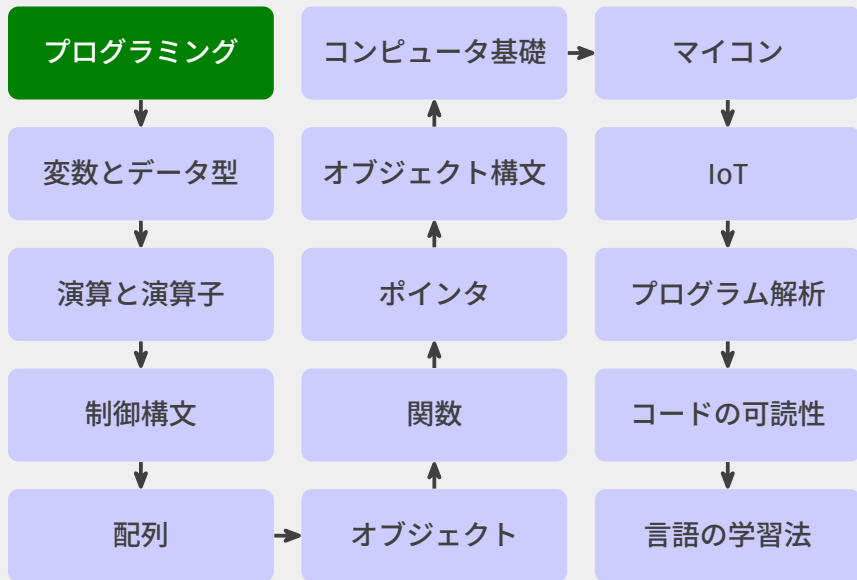 プログラミング
変数とデータ型
演算と演算子
制御構文
配列
オブジェクト
関数
ポインタ
オブジェクト構文
コンピュータ基礎
マイコン
IoT
プログラム解析
コードの可読性
言語の学習法